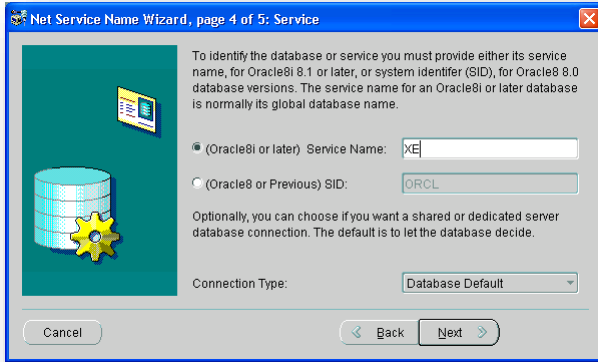 Net Service Name Wizard, page 4 of 5: Service
To identify the database or service you must provide either its service
name, for Oracle8i 8.1 or later, or system identifer (SID), for Oracle8 8.0
database versions. The service name for an Oracle8i or later database
is normally its global database name.
(Oracle8i or later) Service Name: XE
(Oracle8 or Previous) SID: ORCL
Optionally, you can choose if you want a shared or dedicated server
database connection. The default is to let the database decide.
Connection Type: Database Default
Cancel Back Next